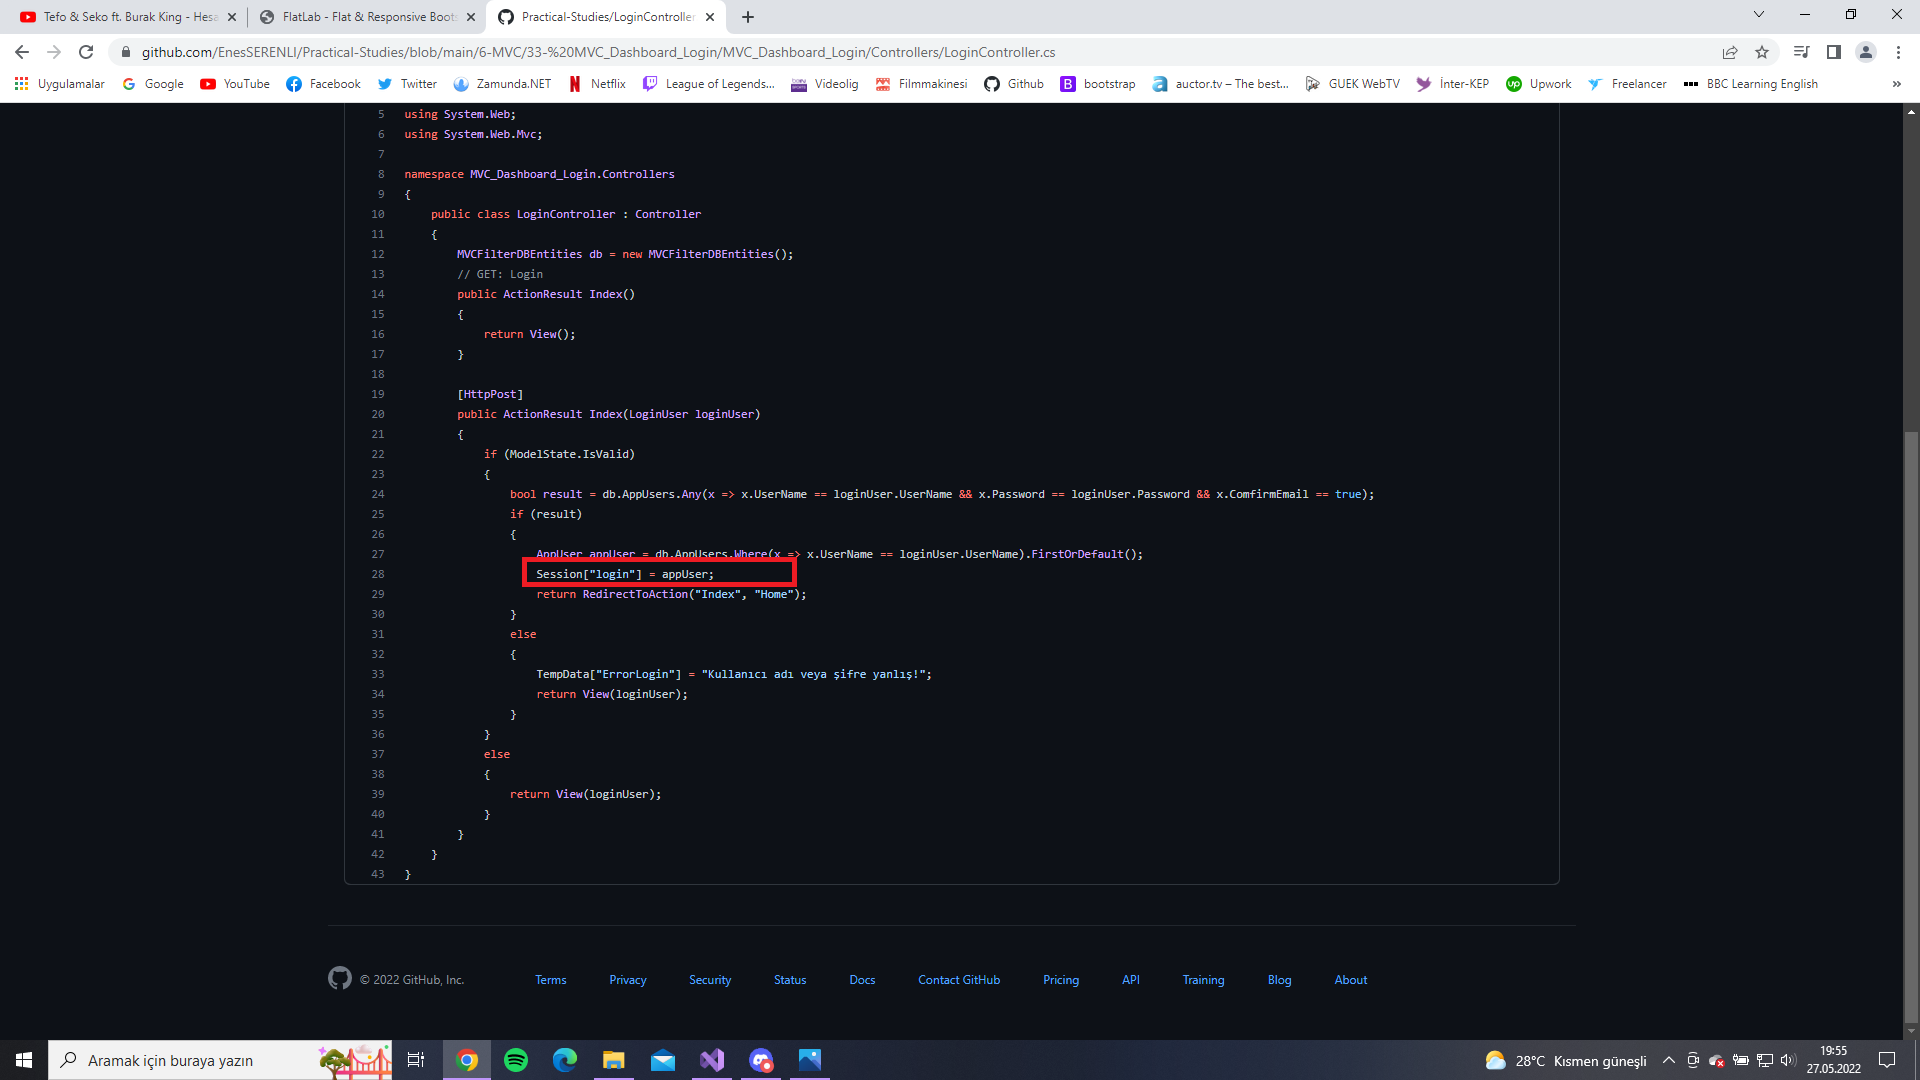 Tefo & Seko ft. Burak King - Hesa
FlatLab - Flat & Responsive Boots
Practical-Studies/LoginController
github.com/EnesSERENLI/Practical-Studies/blob/main/6-MVC/33-%20MVC_Dashboard_Login/MVC_Dashboard_Login/Controllers/LoginController.cs
Uygulamalar Google YouTube Facebook Twitter Zamunda.NET Netflix League of Legends... Videolig Filmmakinesi Github bootstrap auctor.tv – The best... GUEK WebTV İnter-KEP Upwork Freelancer BBC Learning English »
5 using System.Web;
6 using System.Web.Mvc;
7
8 namespace MVC_Dashboard_Login.Controllers
9 {
10 public class LoginController : Controller
11 {
12 MVCFilterDBEntities db = new MVCFilterDBEntities();
13 // GET: Login
14 public ActionResult Index()
15 {
16 return View();
17 }
18
19 [HttpPost]
20 public ActionResult Index(LoginUser loginUser)
21 {
22 if (ModelState.IsValid)
23 {
24 bool result = db.AppUsers.Any(x => x.UserName == loginUser.UserName && x.Password == loginUser.Password && x.ComfirmEmail == true);
25 if (result)
26 {
27 AppUser appUser = db.AppUsers.Where(x => x.UserName == loginUser.UserName).FirstOrDefault();
28 Session["login"] = appUser;
29 return RedirectToAction("Index", "Home");
30 }
31 else
32 {
33 TempData["ErrorLogin"] = "Kullanıcı adı veya şifre yanlış!";
34 return View(loginUser);
35 }
36 }
37 else
38 {
39 return View(loginUser);
40 }
41 }
42 }
43 }
© 2022 GitHub, Inc. Terms Privacy Security Status Docs Contact GitHub Pricing API Training Blog About
Aramak için buraya yazın
28°C Kısmen güneşli
19:55
27.05.2022